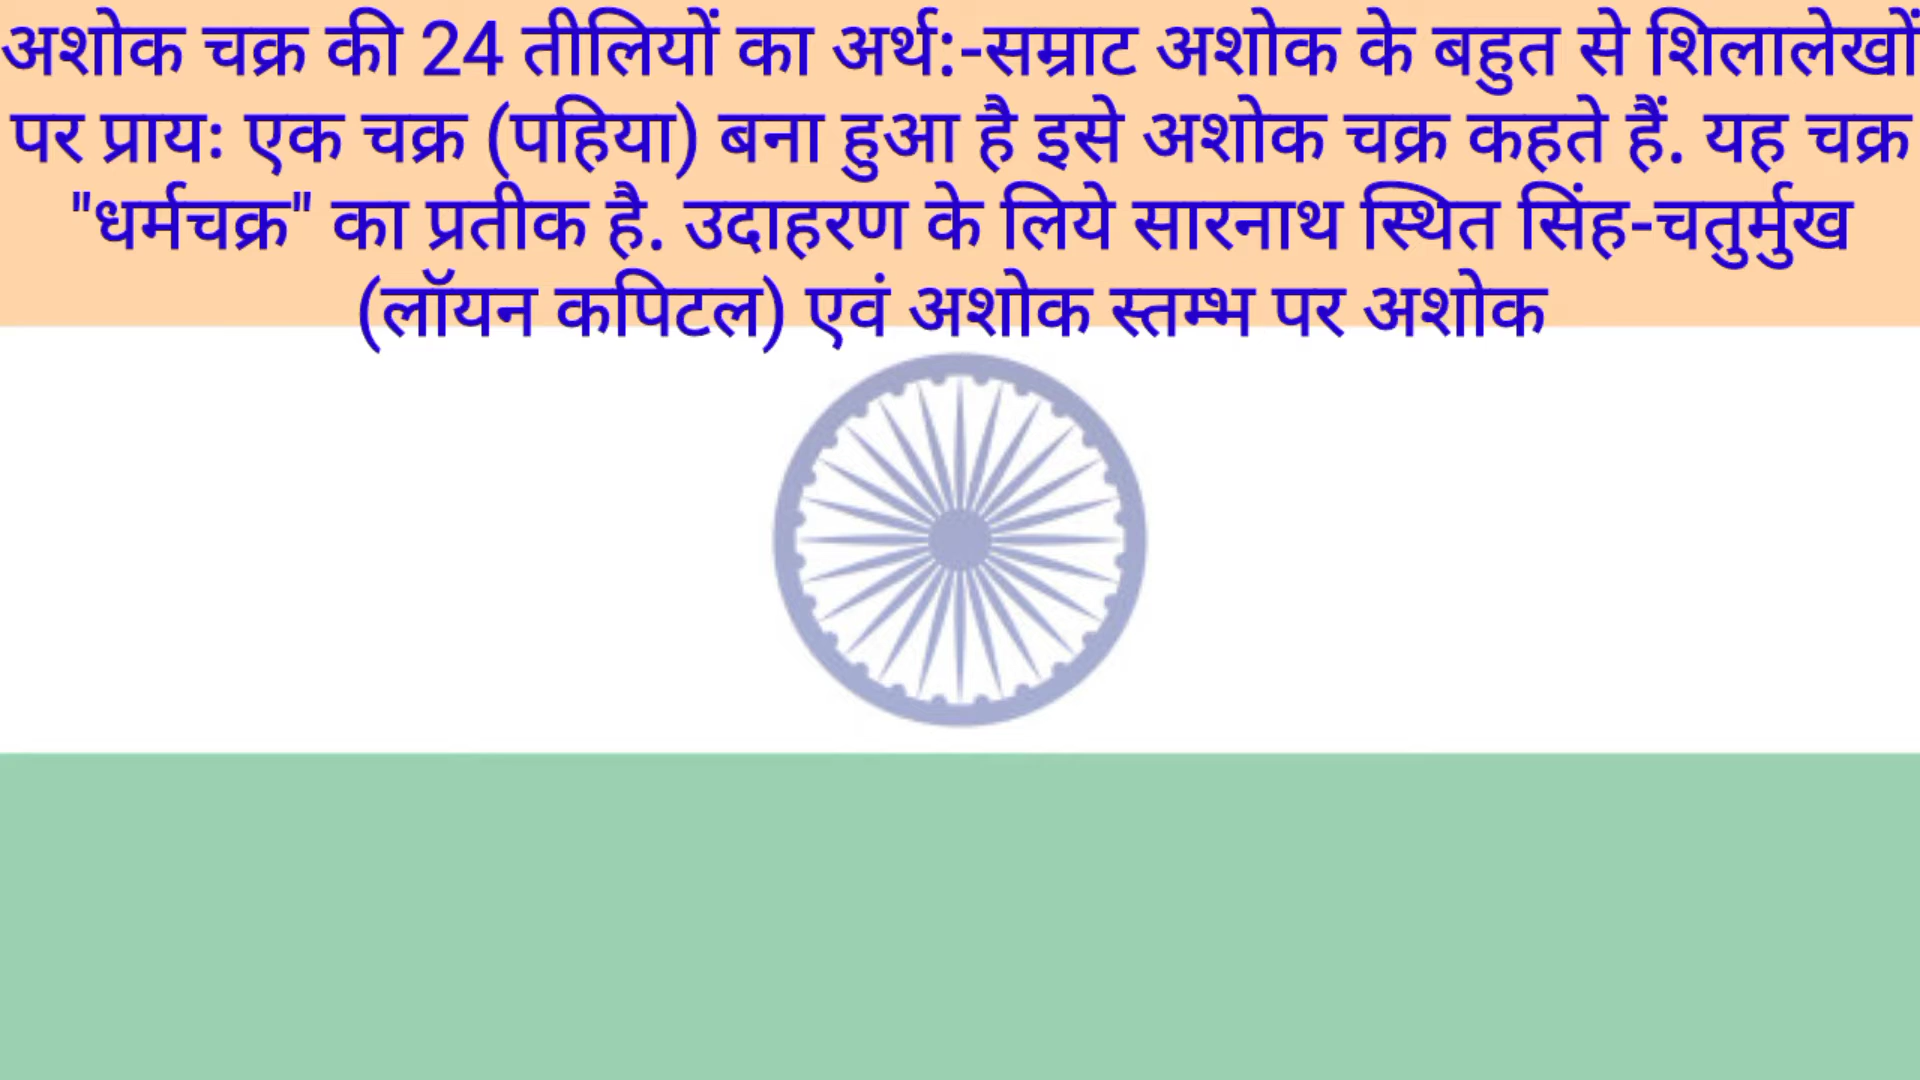 अशोक चक्र की 24 तीलियों का अर्थ:-सम्राट अशोक के बहुत से शिलालेखों
पर प्रायः एक चक्र (पहिया) बना हुआ है इसे अशोक चक्र कहते हैं. यह चक्र
"धर्मचक्र" का प्रतीक है. उदाहरण के लिये सारनाथ स्थित सिंह-चतुर्मुख
(लॉयन कपिटल) एवं अशोक स्तम्भ पर अशोक